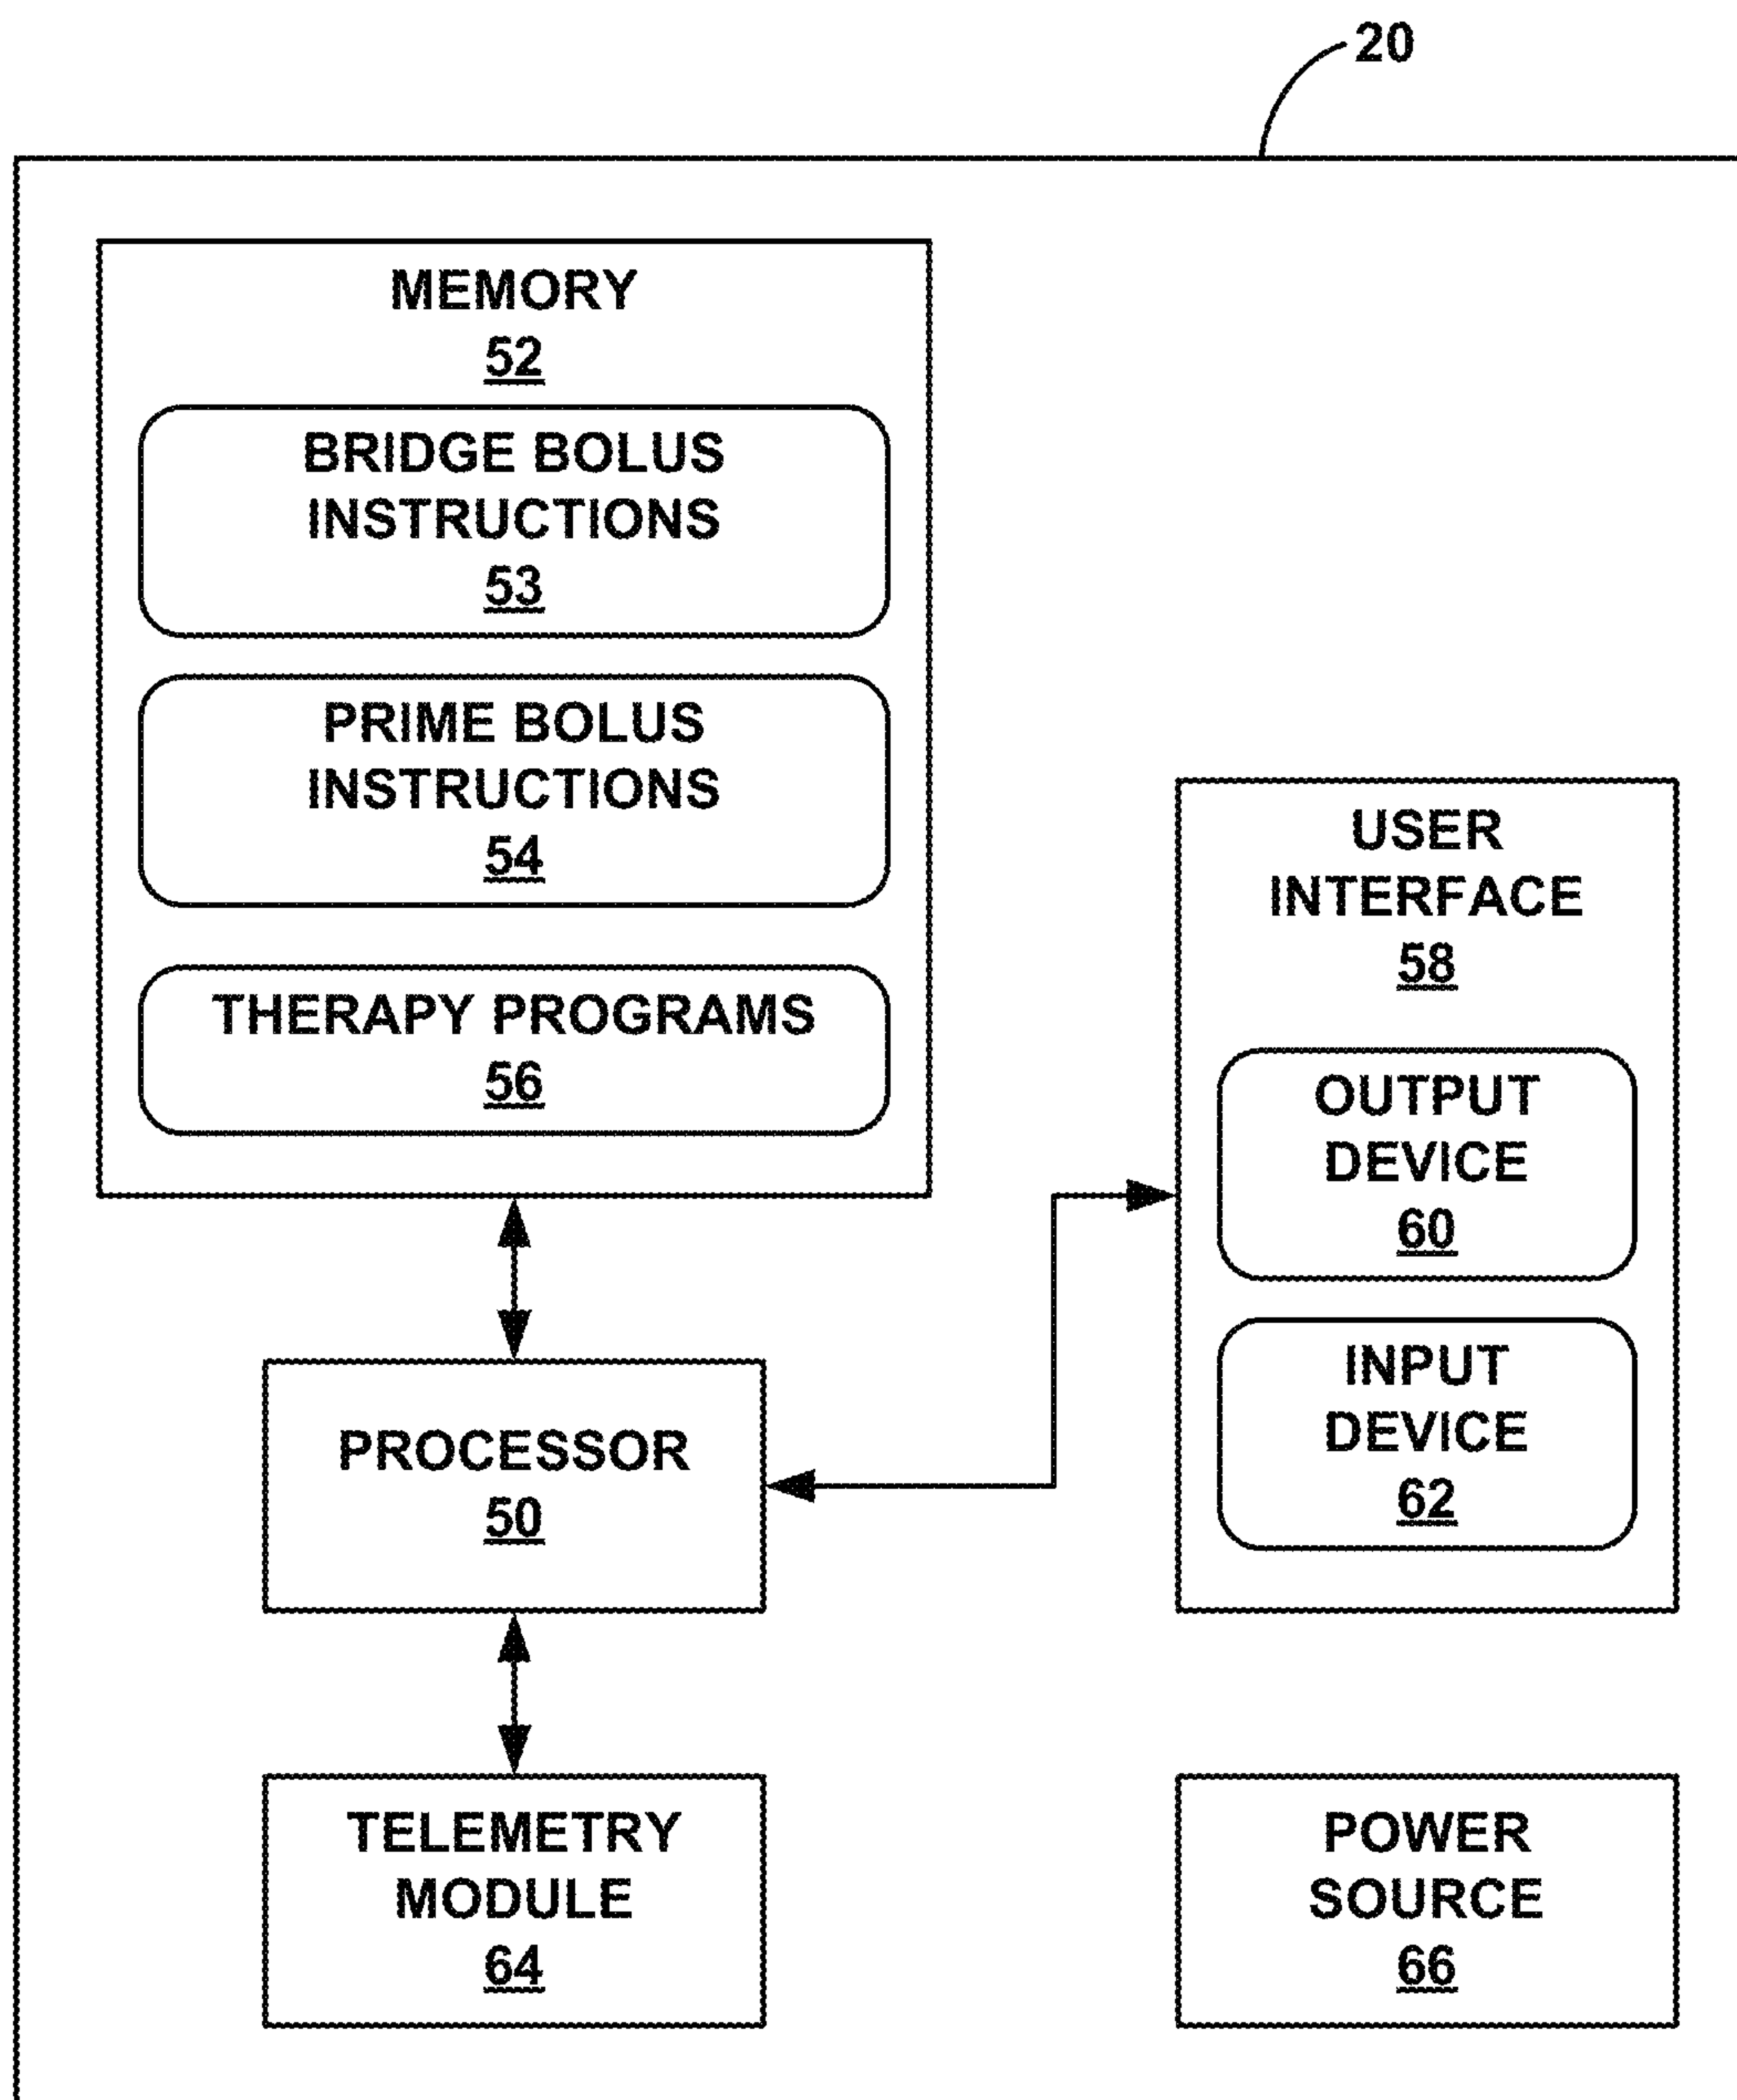 20
MEMORY
52
BRIDGE BOLUS
INSTRUCTIONS
53
PRIME BOLUS
INSTRUCTIONS
54
THERAPY PROGRAMS
56
USER
INTERFACE
58
OUTPUT
DEVICE
60
INPUT
DEVICE
62
PROCESSOR
50
TELEMETRY
MODULE
64
POWER
SOURCE
66